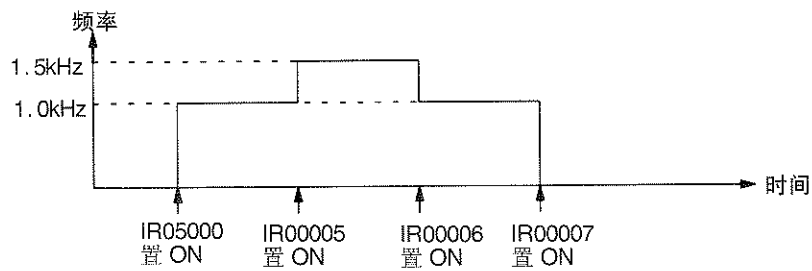 频率
1.5kHz
1.0kHz
时间
IR05000
置 ON
IR00005
置 ON
IR00006
置 ON
IR00007
置 ON